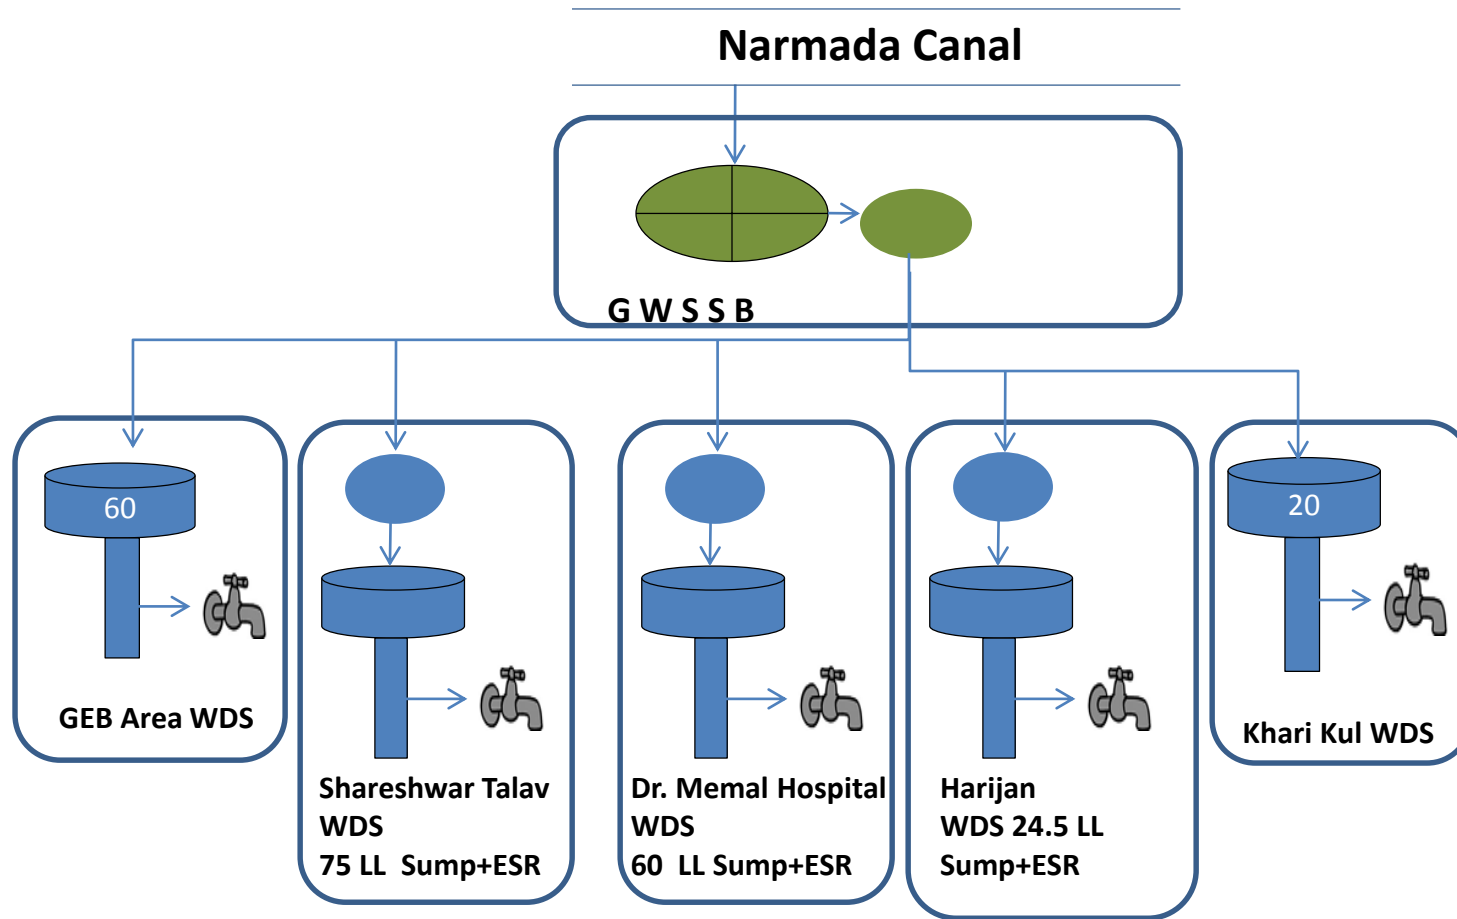 Narmada Canal
G W S S B
60
20
GEB Area WDS
Khari Kul WDS
Shareshwar Talav
WDS
75 LL  Sump+ESR
Dr. Memal Hospital
WDS
60  LL Sump+ESR
Harijan
WDS 24.5 LL
Sump+ESR